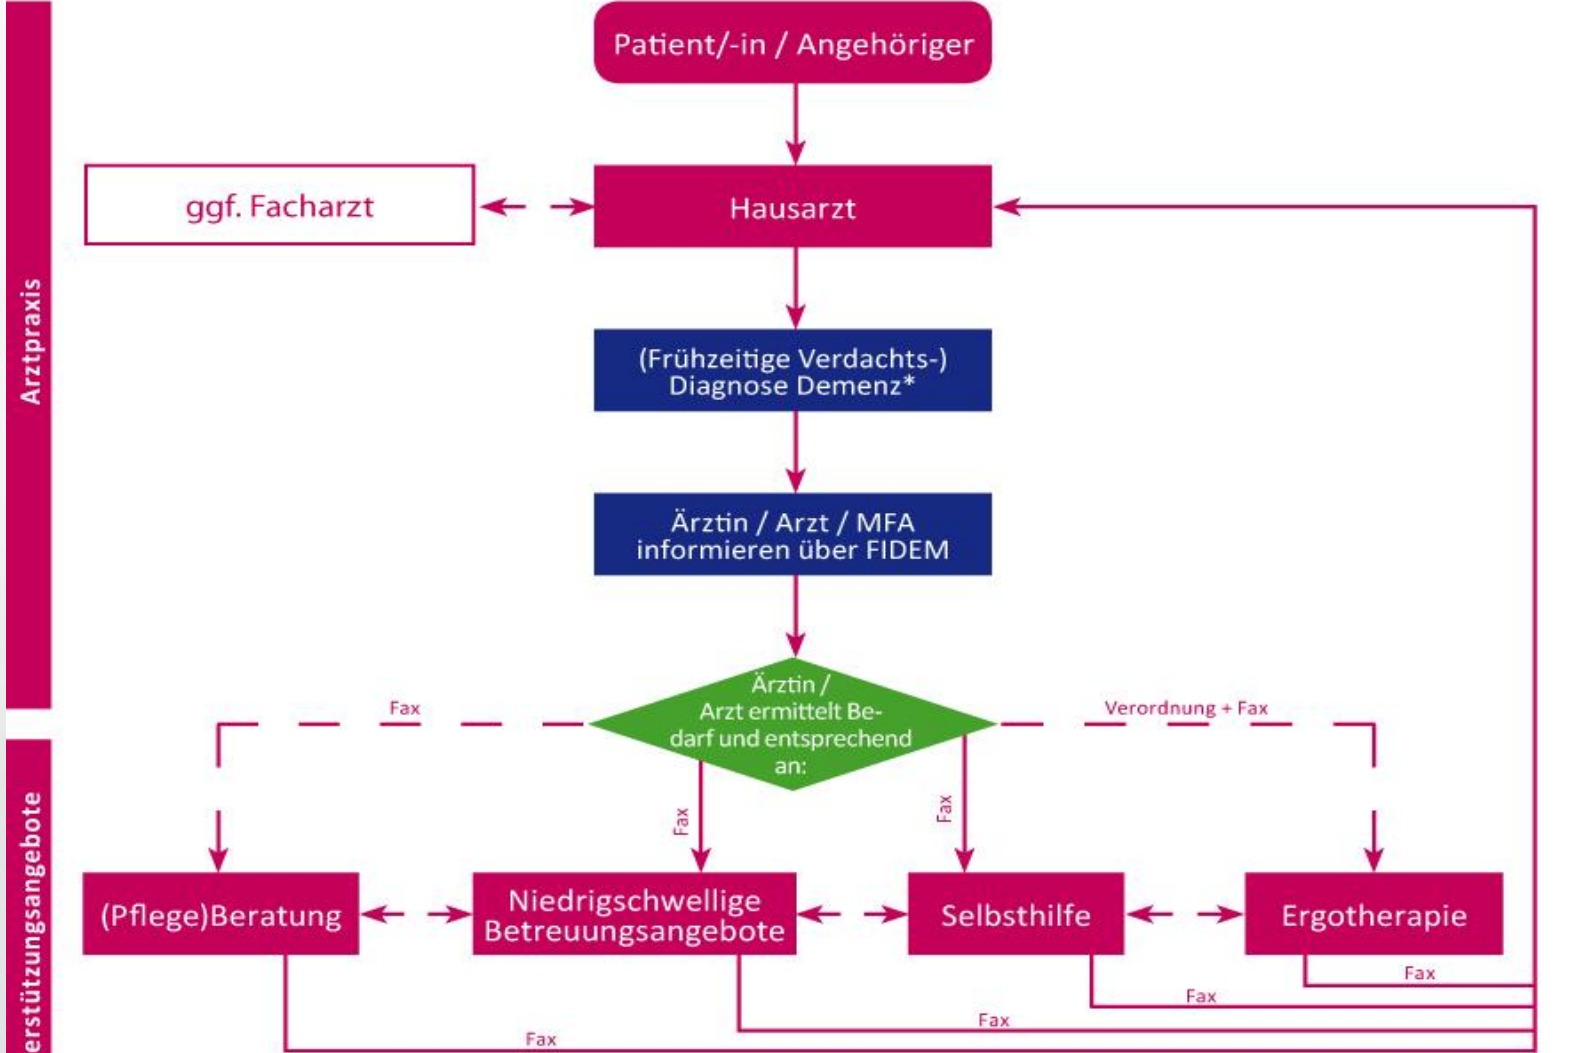 Patient/-in / Angehöriger
ggf. Facharzt
Hausarzt
Arztpraxis
(Frühzeitige Verdachts-)
Diagnose Demenz*
Ärztin / Arzt / MFA
informieren über FIDEM
Ärztin /
Arzt ermittelt Be-
darf und entsprechend
an:
Fax
Verordnung + Fax
Fax
Fax
erstützungsangebote
(Pflege)Beratung
Niedrigschwellige
Betreuungsangebote
Selbsthilfe
Ergotherapie
Fax
Fax
Fax
Fax